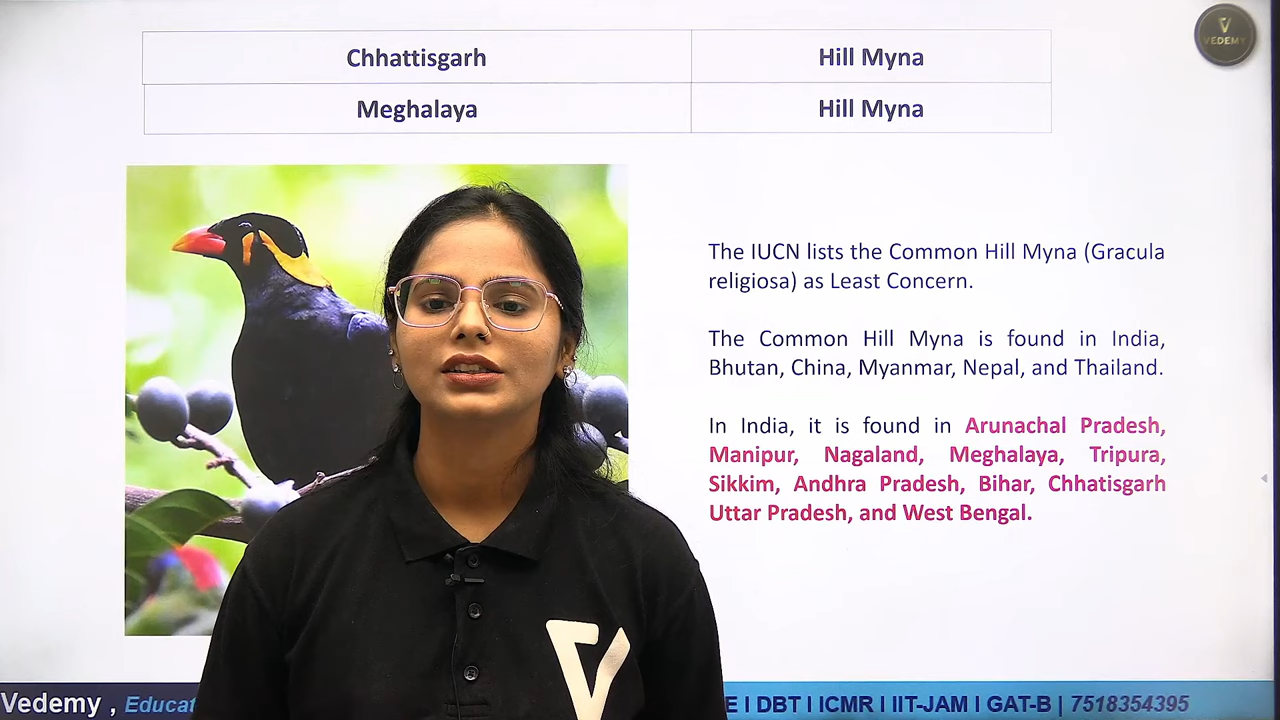 VEDEMY
Chhattisgarh Hill Myna
Meghalaya Hill Myna
The IUCN lists the Common Hill Myna (Gracula
religiosa) as Least Concern.
The Common Hill Myna is found in India,
Bhutan, China, Myanmar, Nepal, and Thailand.
In India, it is found in Arunachal Pradesh,
Manipur, Nagaland, Meghalaya, Tripura,
Sikkim, Andhra Pradesh, Bihar, Chhatisgarh
Uttar Pradesh, and West Bengal.
Vedemy , Educat E I DBT I ICMR I IIT-JAM I GAT-B | 7518354395